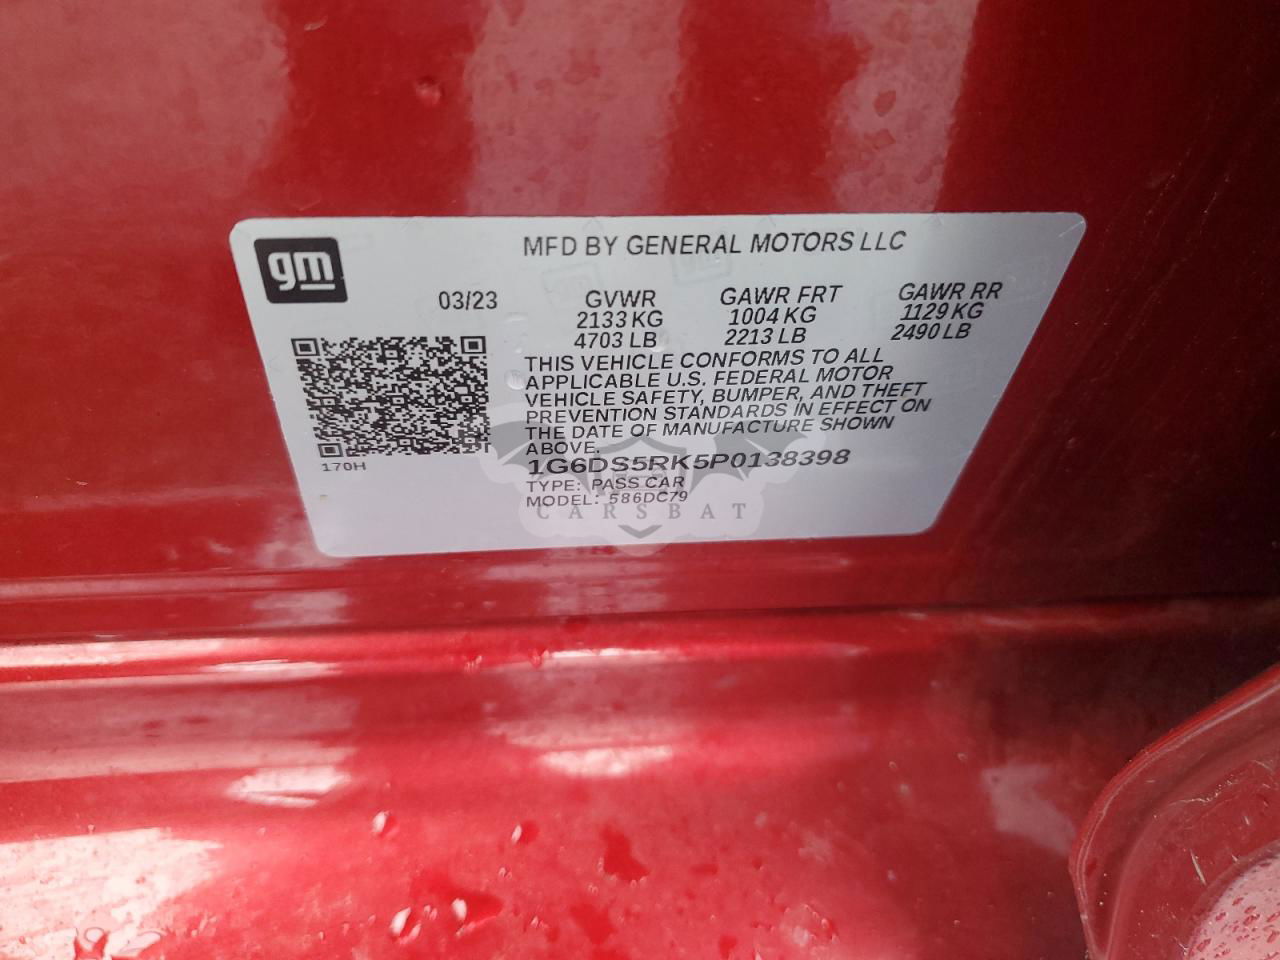 gm
MFD BY GENERAL MOTORS LLC
03/23
GVWR GAWR FRT GAWR RR
2133 KG 1004 KG 1129 KG
4703 LB 2213 LB 2490 LB
THIS VEHICLE CONFORMS TO ALL
APPLICABLE U.S. FEDERAL MOTOR
VEHICLE SAFETY, BUMPER, AND THEFT
PREVENTION STANDARDS IN EFFECT ON
THE DATE OF MANUFACTURE SHOWN
ABOVE.
170H
1G6DS5RK5P0138398
TYPE: PASS CAR
MODEL: 586DC79
CARSBAT